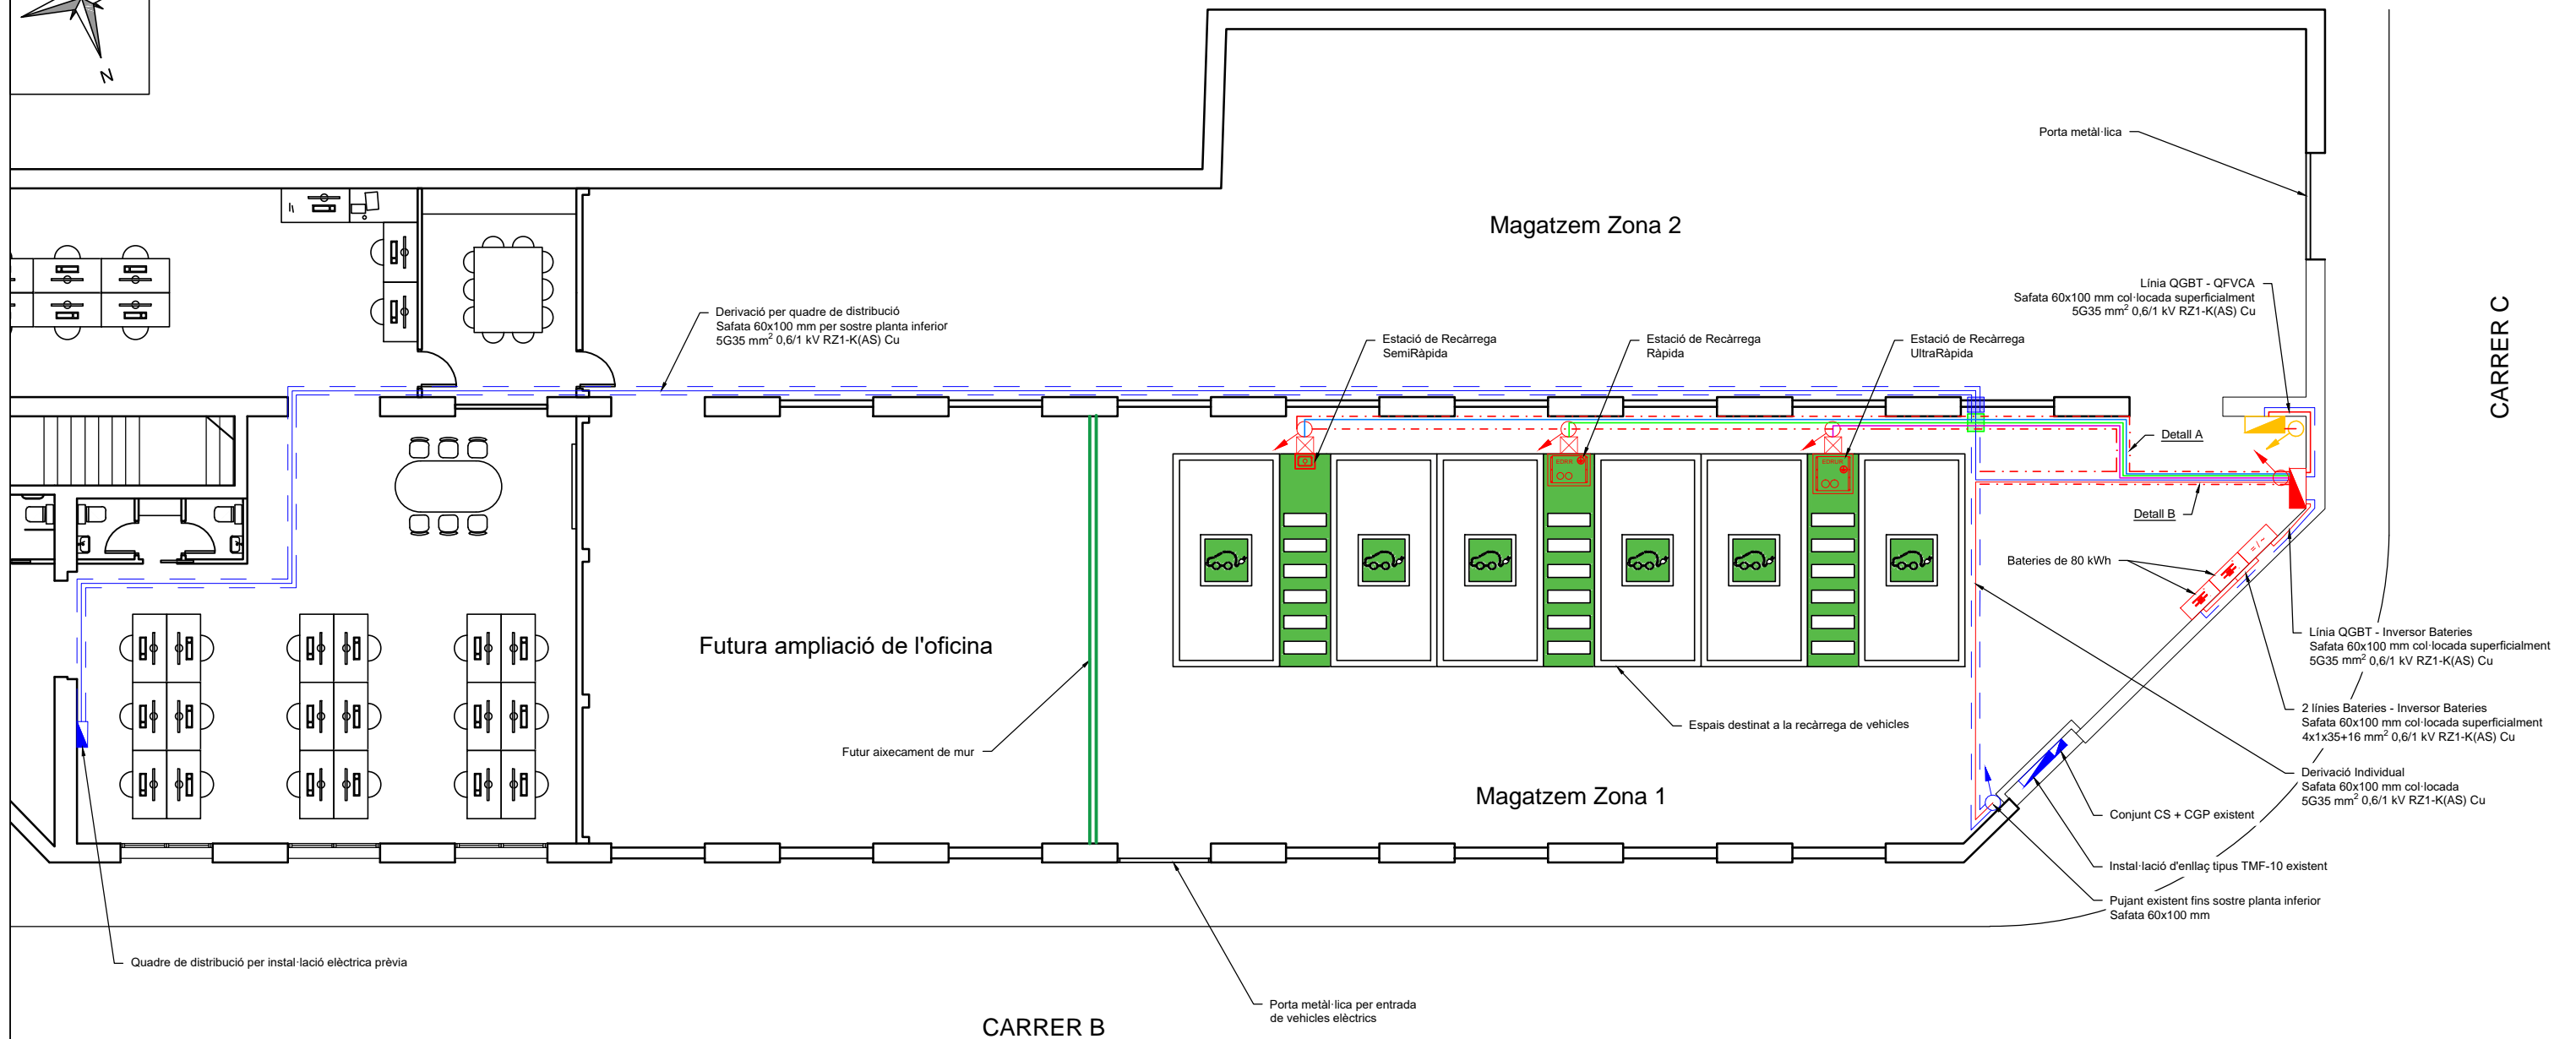 N
Porta metàl·lica
Magatzem Zona 2
Línia QGBT - QFVCA
Safata 60x100 mm col·locada superficialment
5G35 mm² 0,6/1 kV RZ1-K(AS) Cu
CARRER C
Derivació per quadre de distribució
Safata 60x100 mm per sostre planta inferior
5G35 mm² 0,6/1 kV RZ1-K(AS) Cu
Estació de Recàrrega
SemiRàpida
Estació de Recàrrega
Ràpida
Estació de Recàrrega
UltraRàpida
Detall A
EORR
EORUR
Detall B
= / ~
Bateries de 80 kWh
Futura ampliació de l'oficina
Línia QGBT - Inversor Bateries
Safata 60x100 mm col·locada superficialment
5G35 mm² 0,6/1 kV RZ1-K(AS) Cu
2 línies Bateries - Inversor Bateries
Safata 60x100 mm col·locada superficialment
4x1x35+16 mm² 0,6/1 kV RZ1-K(AS) Cu
Espais destinat a la recàrrega de vehicles
Futur aixecament de mur
Derivació Individual
Safata 60x100 mm col·locada
5G35 mm² 0,6/1 kV RZ1-K(AS) Cu
Magatzem Zona 1
Conjunt CS + CGP existent
Instal·lació d'enllaç tipus TMF-10 existent
Pujant existent fins sostre planta inferior
Safata 60x100 mm
Quadre de distribució per instal·lació elèctrica prèvia
Porta metàl·lica per entrada
de vehicles elèctrics
CARRER B